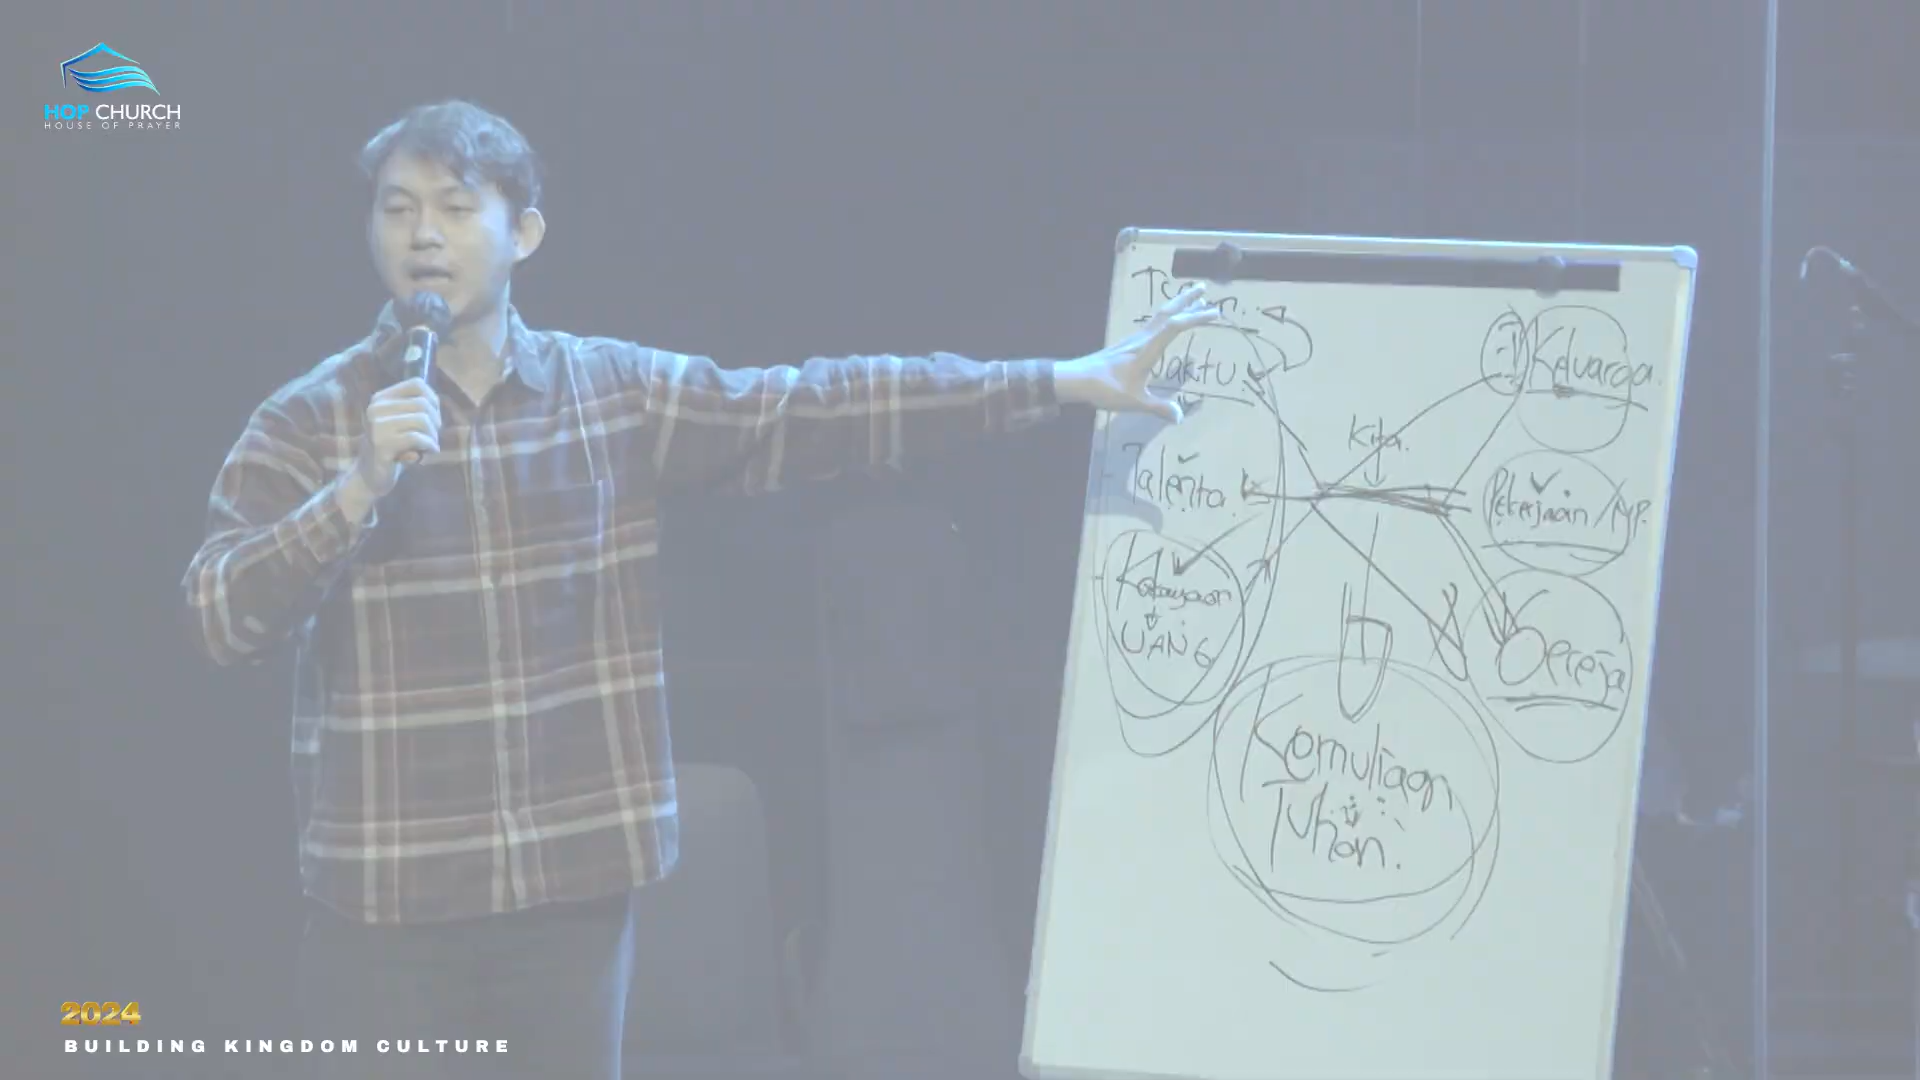 HOP CHURCH
HOUSE OF PRAYER
Waktu
Talenta
Kekayaan
UANG
Kita.
Keluarga.
Pekerjaan /
Gereja
Kemuliaan
Tuhan.
2024
BUILDING KINGDOM CULTURE